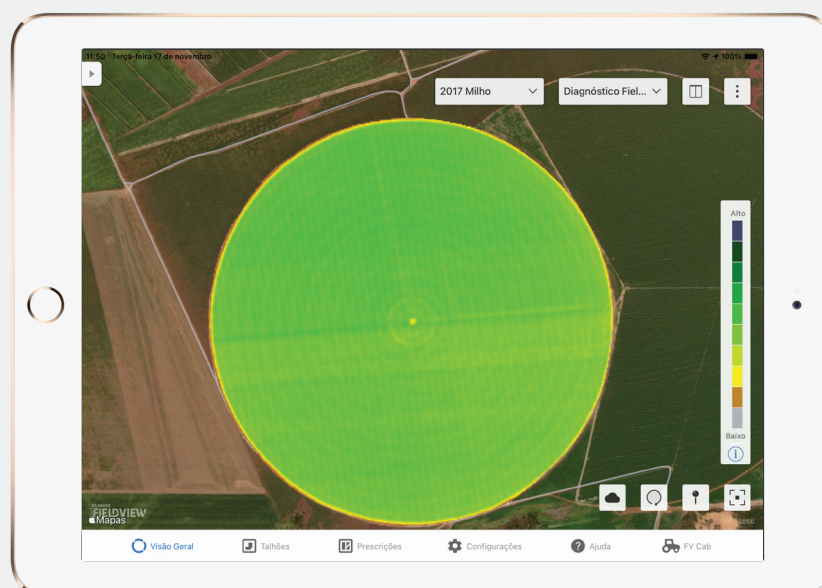 11:50 Terça-feira 17 de novembro
100%
2017 Milho
Diagnóstico Fiel...
Alto
Baixo
CLIMATE
FIELDVIEW
Mapas
Legal
Visão Geral
Talhões
Prescrições
Configurações
Ajuda
FV Cab